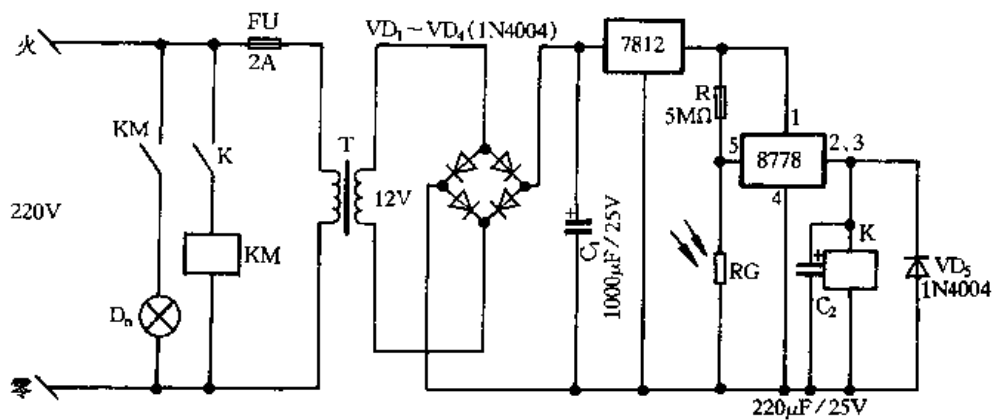 火
FU
2A
VD₁~VD₄(1N4004)
7812
R
5MΩ
1
KM
K
T
5
8778
2、3
4
220V
12V
KM
+
C₁
1000μF/25V
RG
K
+
C₂
VD₅
1N4004
Dₙ
零
220μF/25V